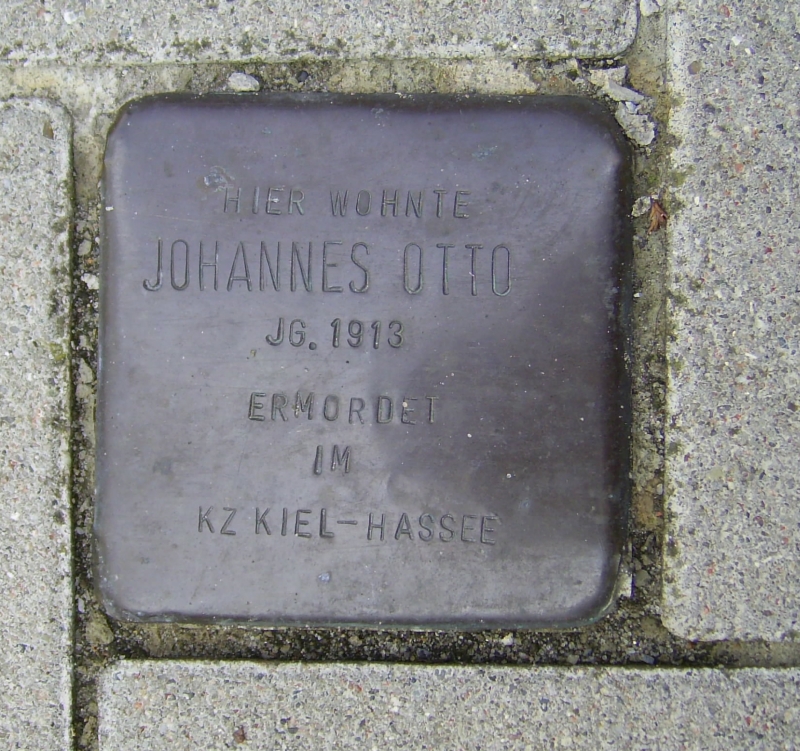 HIER WOHNTE
JOHANNES OTTO
JG. 1913
ERMORDET
IM
KZ KIEL-HASSEE